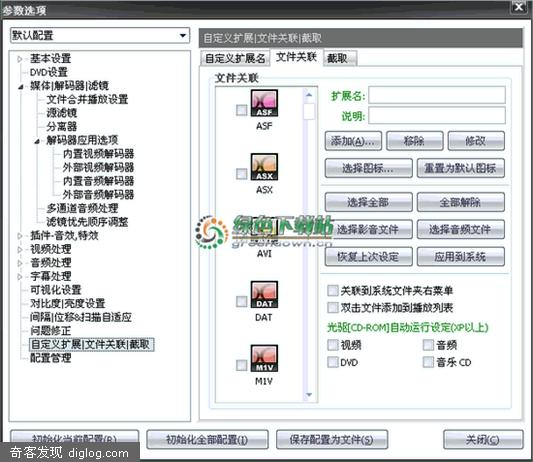 参数选项
默认配置
基本设置
DVD设置
媒体|解码器|滤镜
文件合并播放设置
源滤镜
分离器
解码器应用选项
内置视频解码器
外部视频解码器
内置音频解码器
外部音频解码器
多通道音频处理
滤镜优先顺序调整
插件-音效,特效
视频处理
音频处理
字幕处理
可视化设置
对比度|亮度设置
间隔|位移&扫描自适应
问题修正
自定义扩展|文件关联|截取
配置管理
自定义扩展|文件关联|截取
自定义扩展名 文件关联 截取
文件关联
ASF
ASF
ASX
ASX
AVI
DAT
DAT
M1V
M1V
扩展名:
说明:
添加(A)... 移除 修改
选择图标... 重置为默认图标
选择全部 全部解除
选择影音文件 选择音频文件
恢复上次设定 应用到系统
关联到系统文件夹右菜单
双击文件添加到播放列表
光驱[CD-ROM]自动运行设定(XP以上)
视频 音频
DVD 音乐 CD
绿色下载站
greendown.cn
初始化当前配置(R) 初始化全部配置(I) 保存配置为文件(S) 关闭(C)
奇客发现 diglog.com